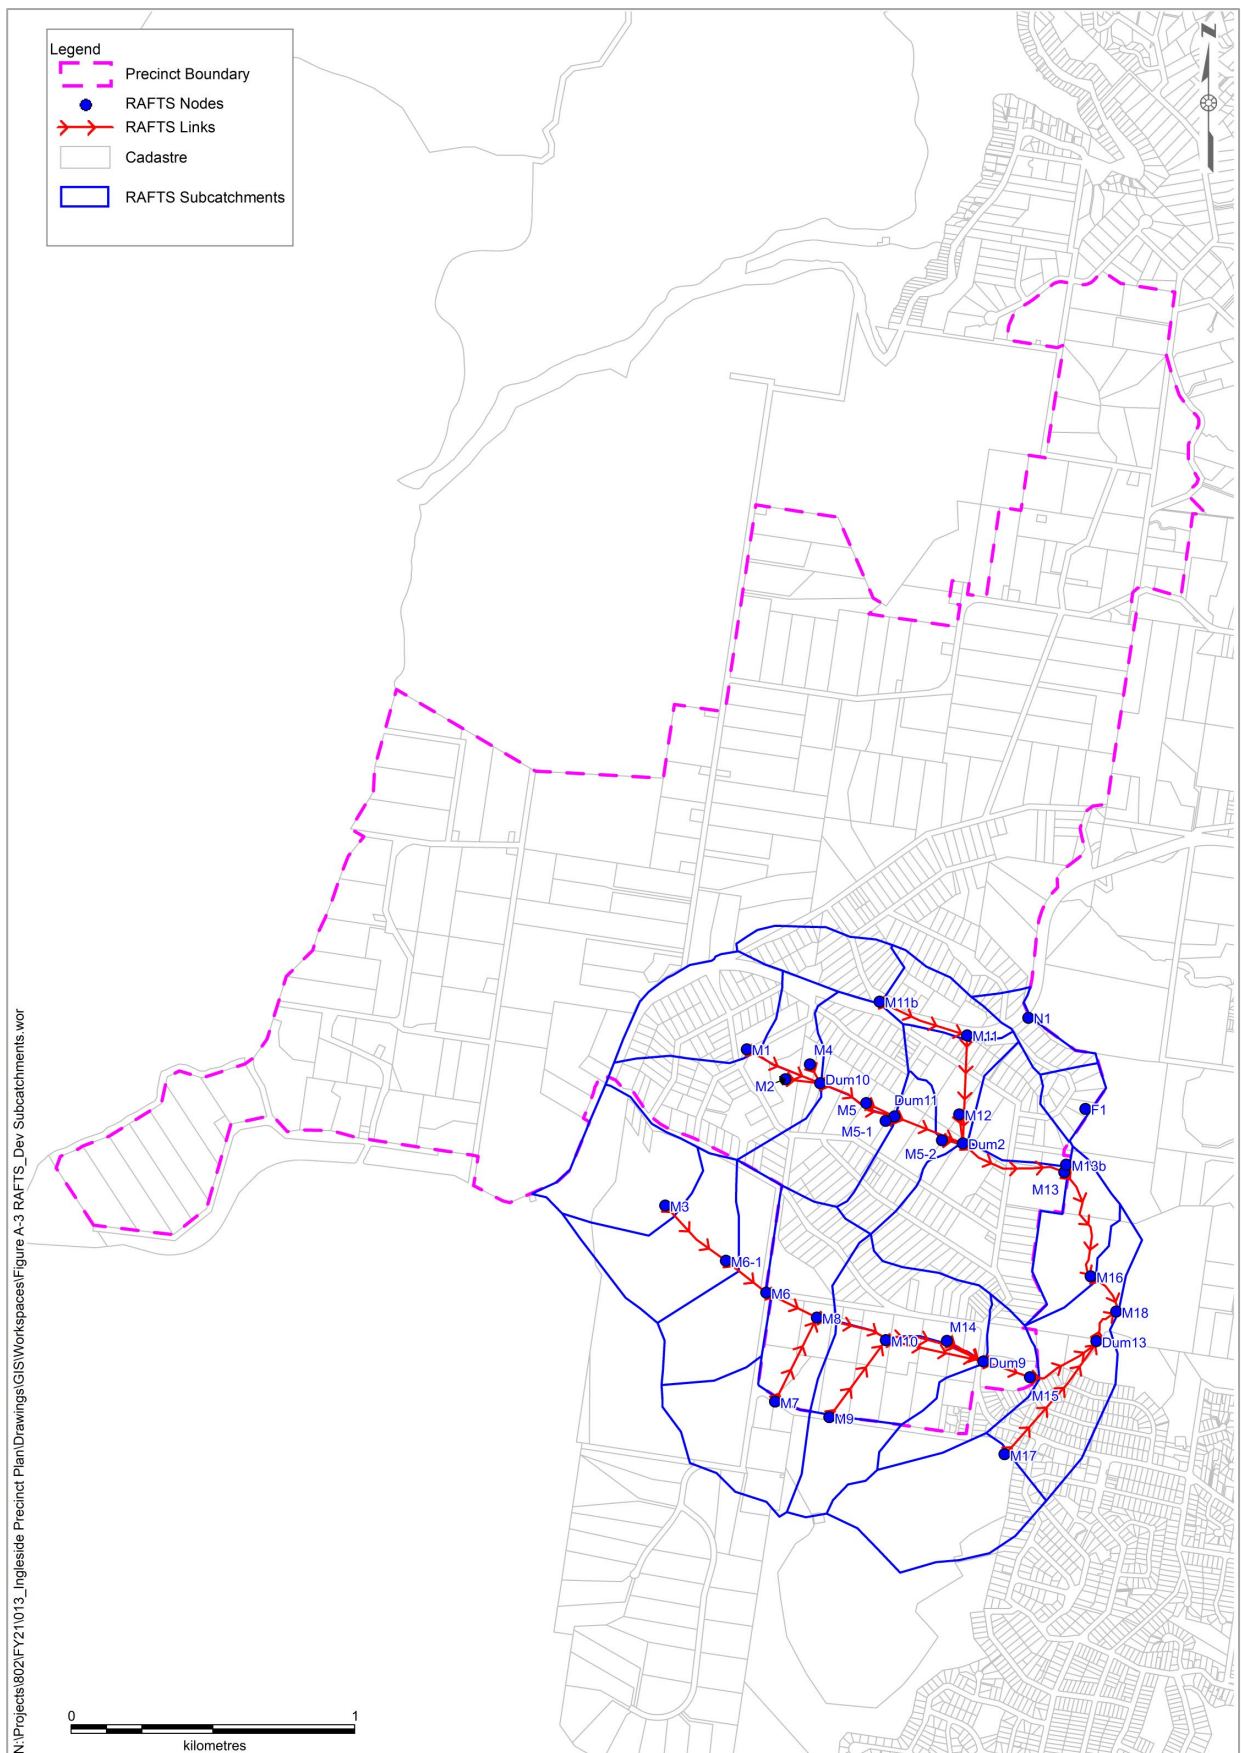 Legend
Precinct Boundary
RAFTS Nodes
RAFTS Links
Cadastre
RAFTS Subcatchments
N
M11b
N1
M11
M1
M4
M2
Dum10
F1
M5
Dum11
M12
M5-1
M5-2
Dum2
M13b
M13
M3
M6-1
M16
M6
M18
M8
M14
M10
Dum13
Dum9
M15
M7
M9
M17
0 1
kilometres
N:\Projects\802\FY21\013_Ingleside Precinct Plan\Drawings\GIS\Workspaces\Figure A-3 RAFTS_Dev Subcatchments.wor